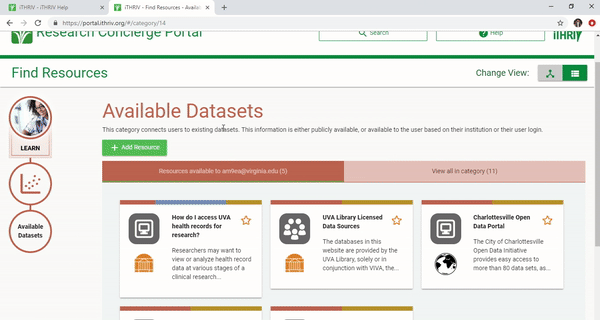 iTHRIV - iTHRIV Help
iTHRIV - Find Resources - Availa
https://portal.ithriv.org/#/category/14
Research Concierge Portal
Search
Help
iTHRIV
Find Resources
Change View:
LEARN
Available
Datasets
Available Datasets
This category connects users to existing datasets. This information is either publicly available, or available to the user based on their institution or their user login.
+ Add Resource
Resources available to am9ea@virginia.edu (5)
View all in category (11)
How do I access UVA
health records for
research?
Researchers may want to
view or analyze health record
data at various stages of a
clinical research...
UVA Library Licensed
Data Sources
The databases in this
website are provided by the
UVA Library, solely or in
conjunction with VIVA, the...
Charlottesville Open
Data Portal
The City of Charlottesville
Open Data Initiative
provides easy access to
more than 80 data sets, as...